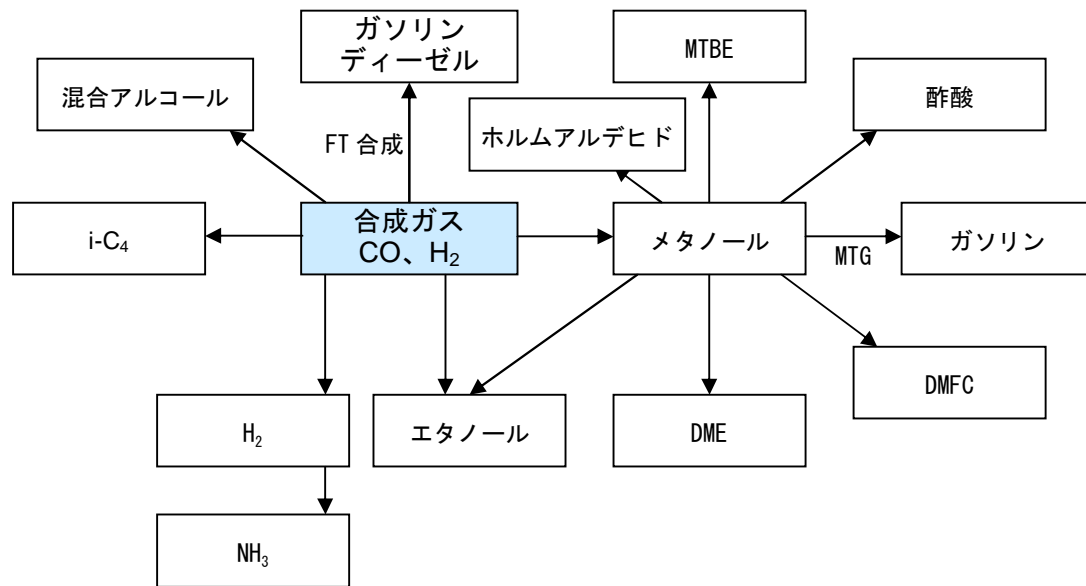 ガソリン
ディーゼル
MTBE
混合アルコール
酢酸
FT 合成
ホルムアルデヒド
i-C₄
合成ガス
CO、H₂
メタノール
MTG
ガソリン
DMFC
H₂
エタノール
DME
NH₃